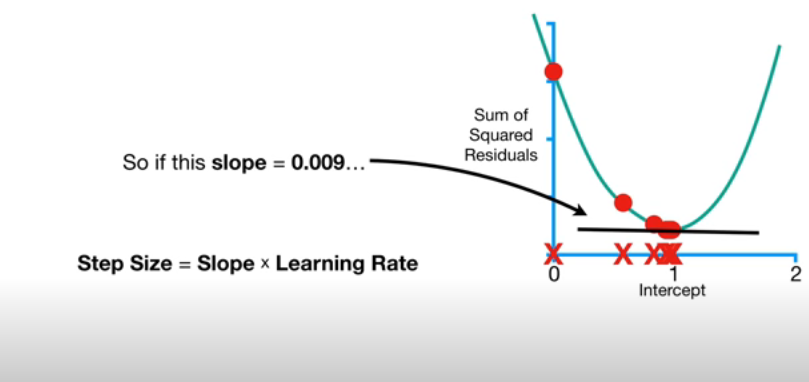 Sum of
Squared
Residuals
So if this slope = 0.009...
Step Size = Slope x Learning Rate
0
1
2
Intercept